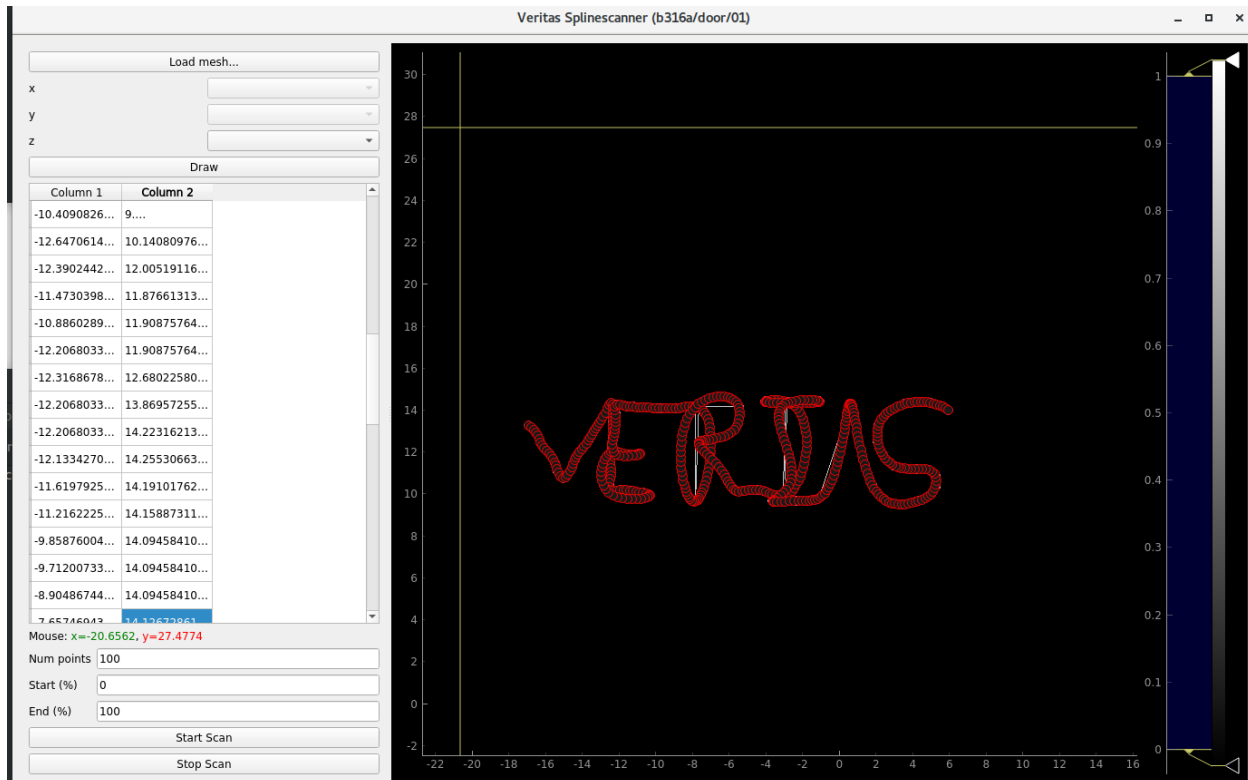 Veritas Splinescanner (b316a/door/01)
Load mesh...
x
y
z
Draw
Column 1 Column 2
-10.4090826... 9....
-12.6470614... 10.14080976...
-12.3902442... 12.00519116...
-11.4730398... 11.87661313...
-10.8860289... 11.90875764...
-12.2068033... 11.90875764...
-12.3168678... 12.68022580...
-12.2068033... 13.86957255...
-12.2068033... 14.22316213...
-12.1334270... 14.25530663...
-11.6197925... 14.19101762...
-11.2162225... 14.15887311...
-9.85876004... 14.09458410...
-9.71200733... 14.09458410...
-8.90486744... 14.09458410...
-7.65746943... 14.12672861...
Mouse: x=-20.6562, y=27.4774
Num points 100
Start (%) 0
End (%) 100
Start Scan
Stop Scan
30
28
26
24
22
20
18
16
14
12
10
8
6
4
2
0
-2
-22 -20 -18 -16 -14 -12 -10 -8 -6 -4 -2 0 2 4 6 8 10 12 14 16
VERITAS
1
0.9
0.8
0.7
0.6
0.5
0.4
0.3
0.2
0.1
0